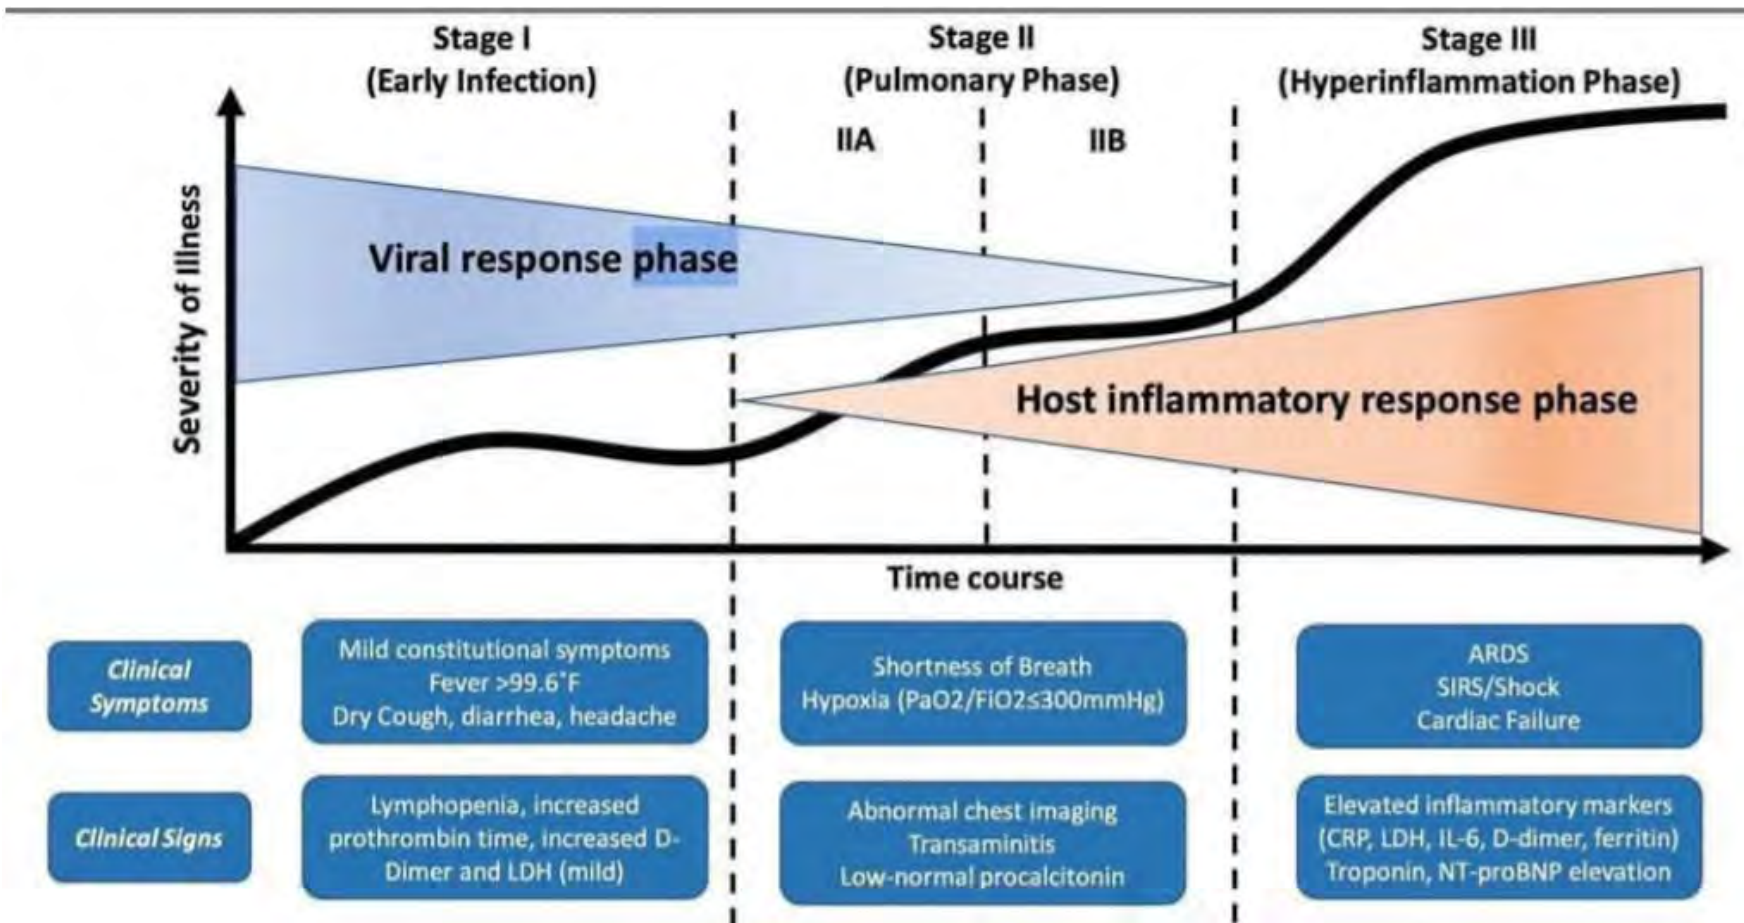 Stage I
(Early Infection)
Stage II
(Pulmonary Phase)
Stage III
(Hyperinflammation Phase)
IIA
IIB
Severity of Illness
Viral response phase
Host inflammatory response phase
Time course
Clinical
Symptoms
Mild constitutional symptoms
Fever >99.6°F
Dry Cough, diarrhea, headache
Shortness of Breath
Hypoxia (PaO2/FiO2≤300mmHg)
ARDS
SIRS/Shock
Cardiac Failure
Clinical Signs
Lymphopenia, increased
prothrombin time, increased D-
Dimer and LDH (mild)
Abnormal chest imaging
Transaminitis
Low-normal procalcitonin
Elevated inflammatory markers
(CRP, LDH, IL-6, D-dimer, ferritin)
Troponin, NT-proBNP elevation